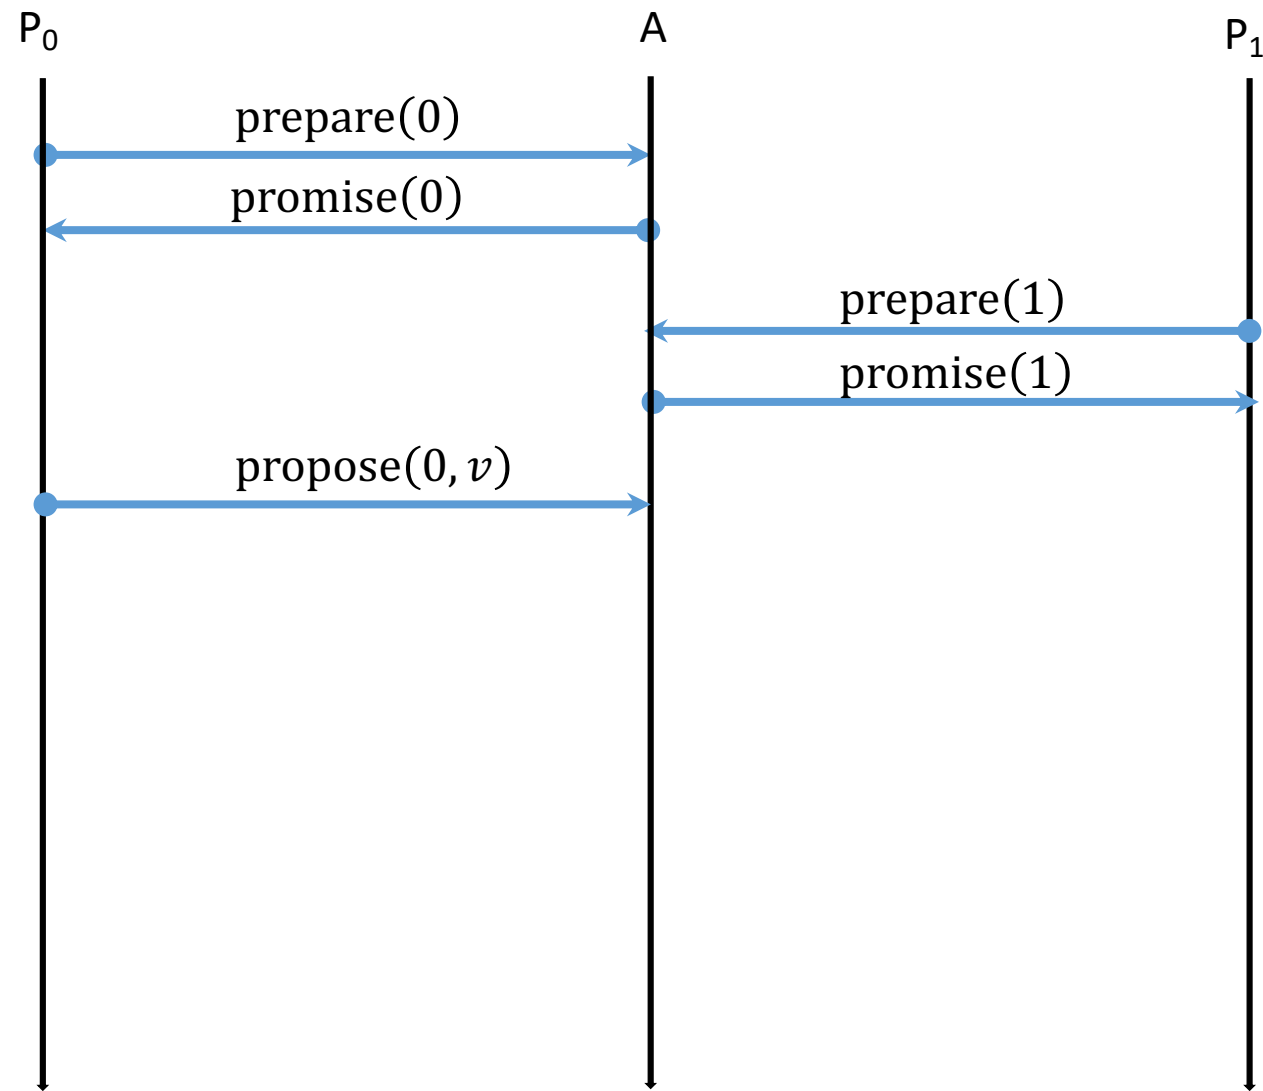 P₀ A P₁
prepare(0)
promise(0)
prepare(1)
promise(1)
propose(0, v)